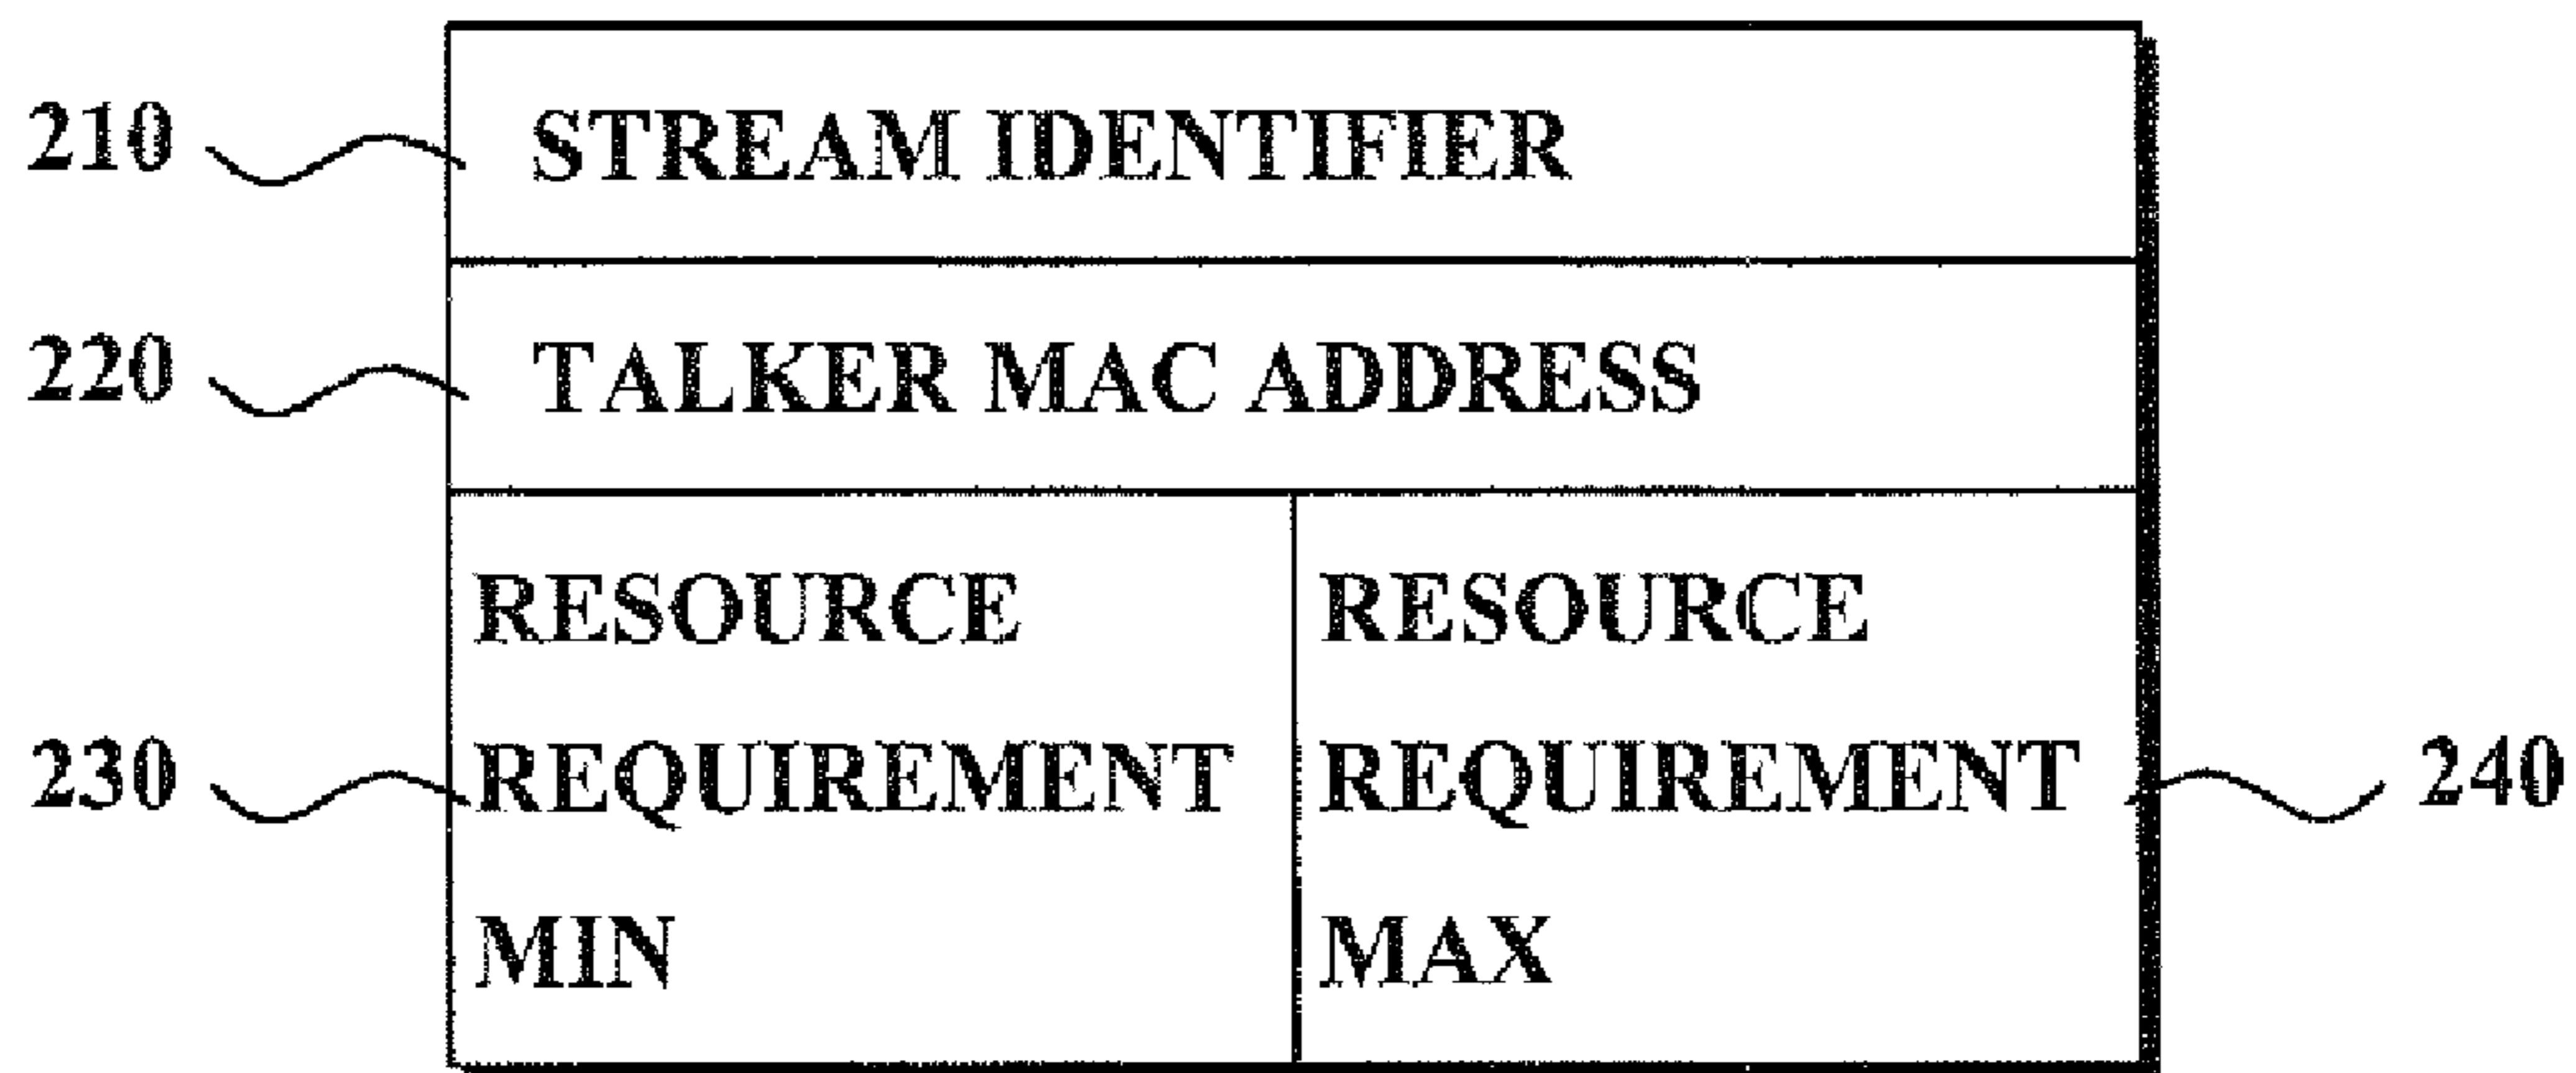 210
STREAM IDENTIFIER
220
TALKER MAC ADDRESS
230
RESOURCE
REQUIREMENT
MIN
RESOURCE
REQUIREMENT
MAX
240